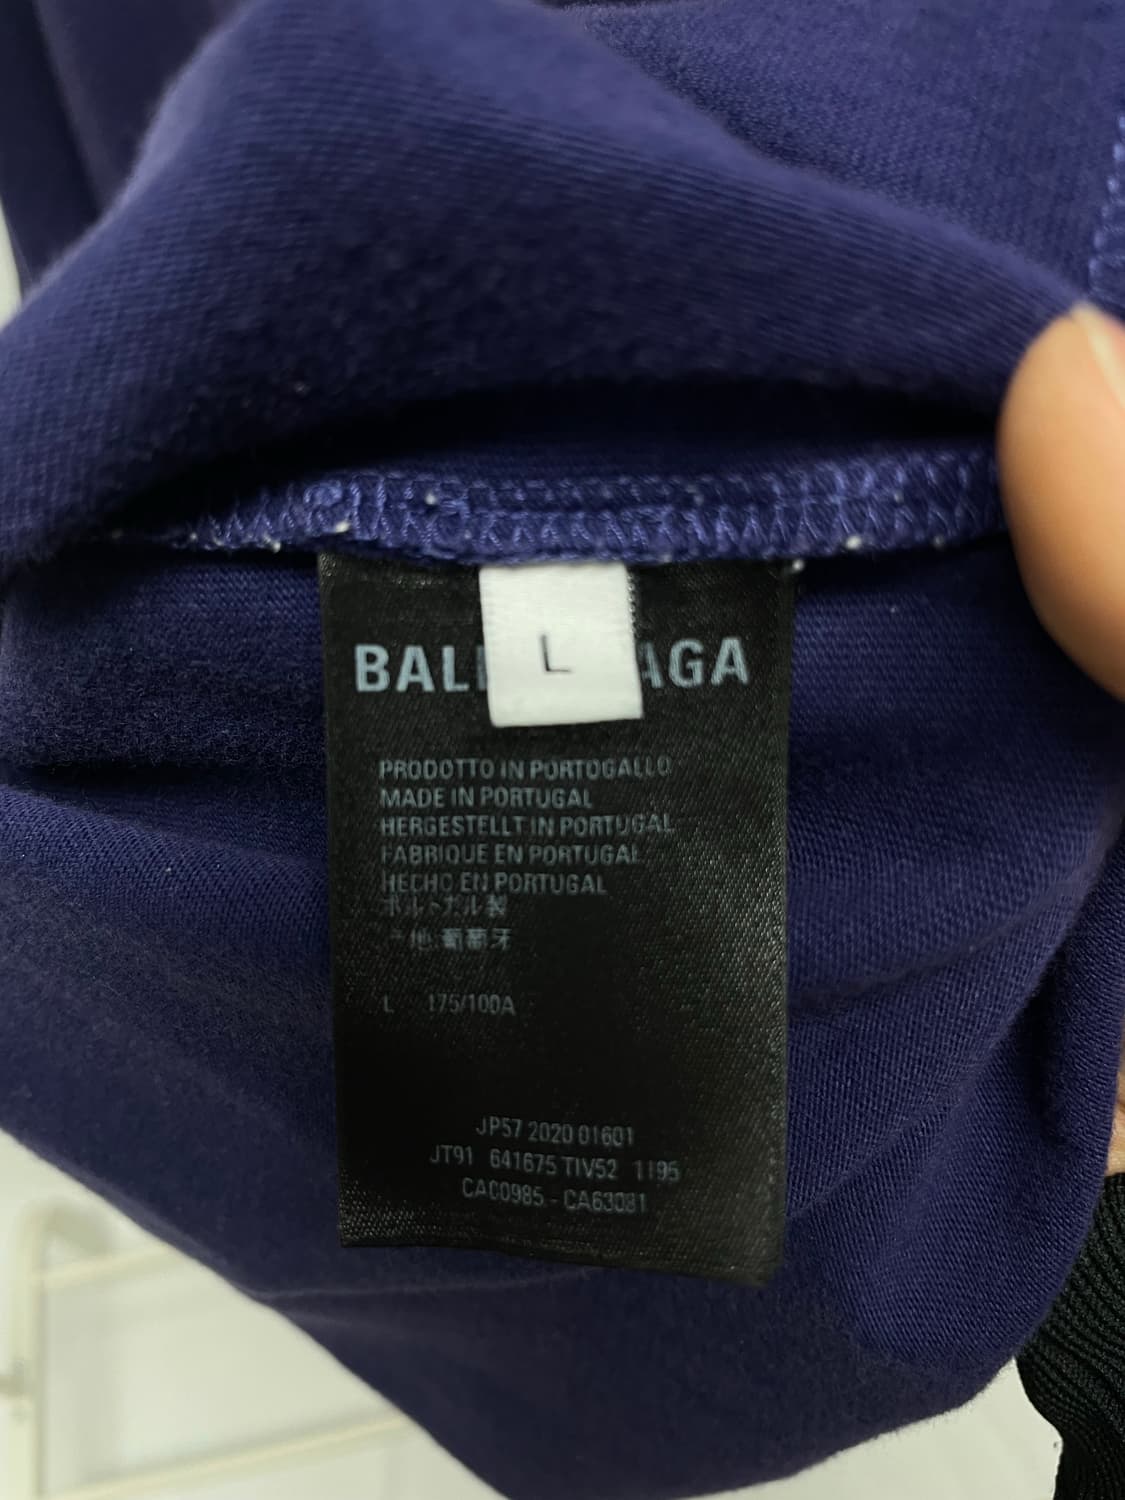 L
BAL AGA
PRODOTTO IN PORTOGALLO
MADE IN PORTUGAL
HERGESTELLT IN PORTUGAL
FABRIQUE EN PORTUGAL
HECHO EN PORTUGAL
ポルトガル製
地:葡萄牙
L 175/100A
JP57 2020 01601
JT91 641675 TIV52 1195
CAC0985 - CA63081